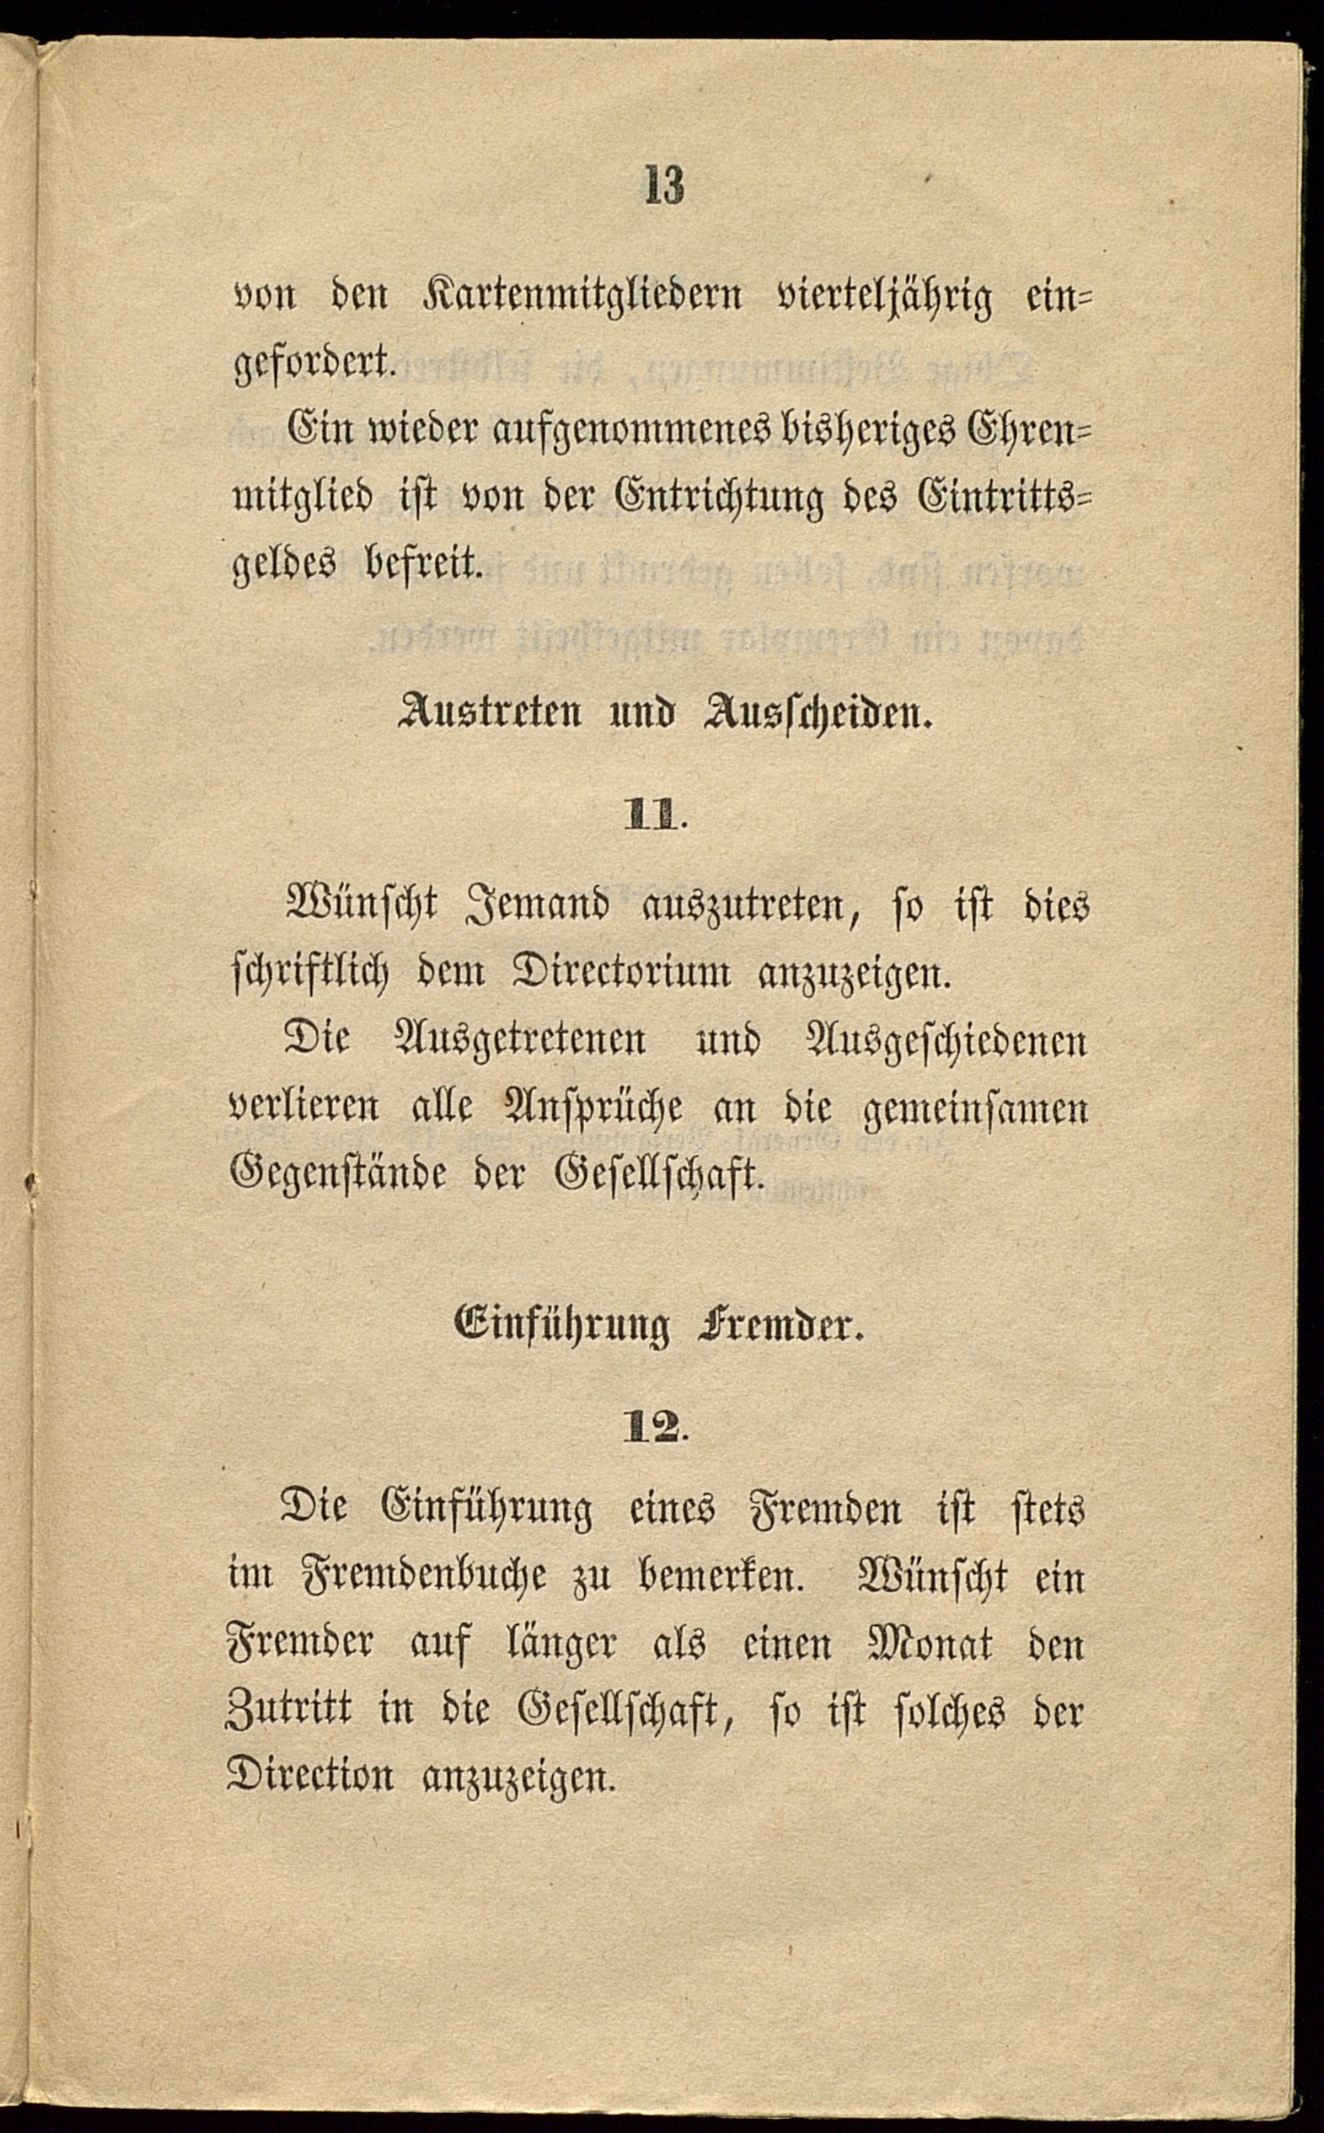 13
von den Kartenmitgliedern vierteljährig ein-
gefordert.
Ein wieder aufgenommenes bisheriges Ehren-
mitglied ist von der Entrichtung des Eintritts-
geldes befreit.
Austreten und Ausscheiden.
11.
Wünscht Jemand auszutreten, so ist dies
schriftlich dem Directorium anzuzeigen.
Die Ausgetretenen und Ausgeschiedenen
verlieren alle Ansprüche an die gemeinsamen
Gegenstände der Gesellschaft.
Einführung Fremder.
12.
Die Einführung eines Fremden ist stets
im Fremdenbuche zu bemerken. Wünscht ein
Fremder auf länger als einen Monat den
Zutritt in die Gesellschaft, so ist solches der
Direction anzuzeigen.